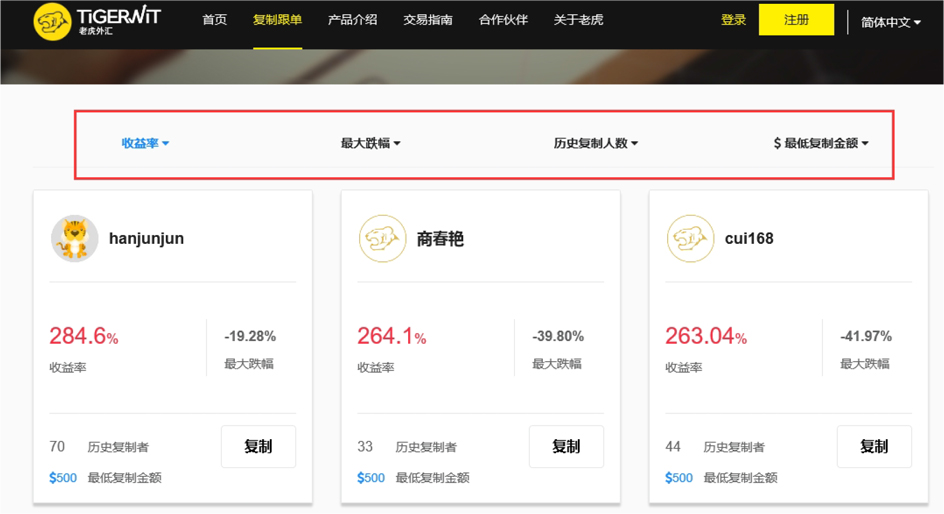 TiGERWiT
老虎外汇
首页 复制跟单 产品介绍 交易指南 合作伙伴 关于老虎 登录 注册 简体中文
收益率 最大跌幅 历史复制人数 $ 最低复制金额
hanjunjun
284.6% -19.28%
收益率 最大跌幅
70 历史复制者 复制
$500 最低复制金额
商春艳
264.1% -39.80%
收益率 最大跌幅
33 历史复制者 复制
$500 最低复制金额
cui168
263.04% -41.97%
收益率 最大跌幅
44 历史复制者 复制
$500 最低复制金额